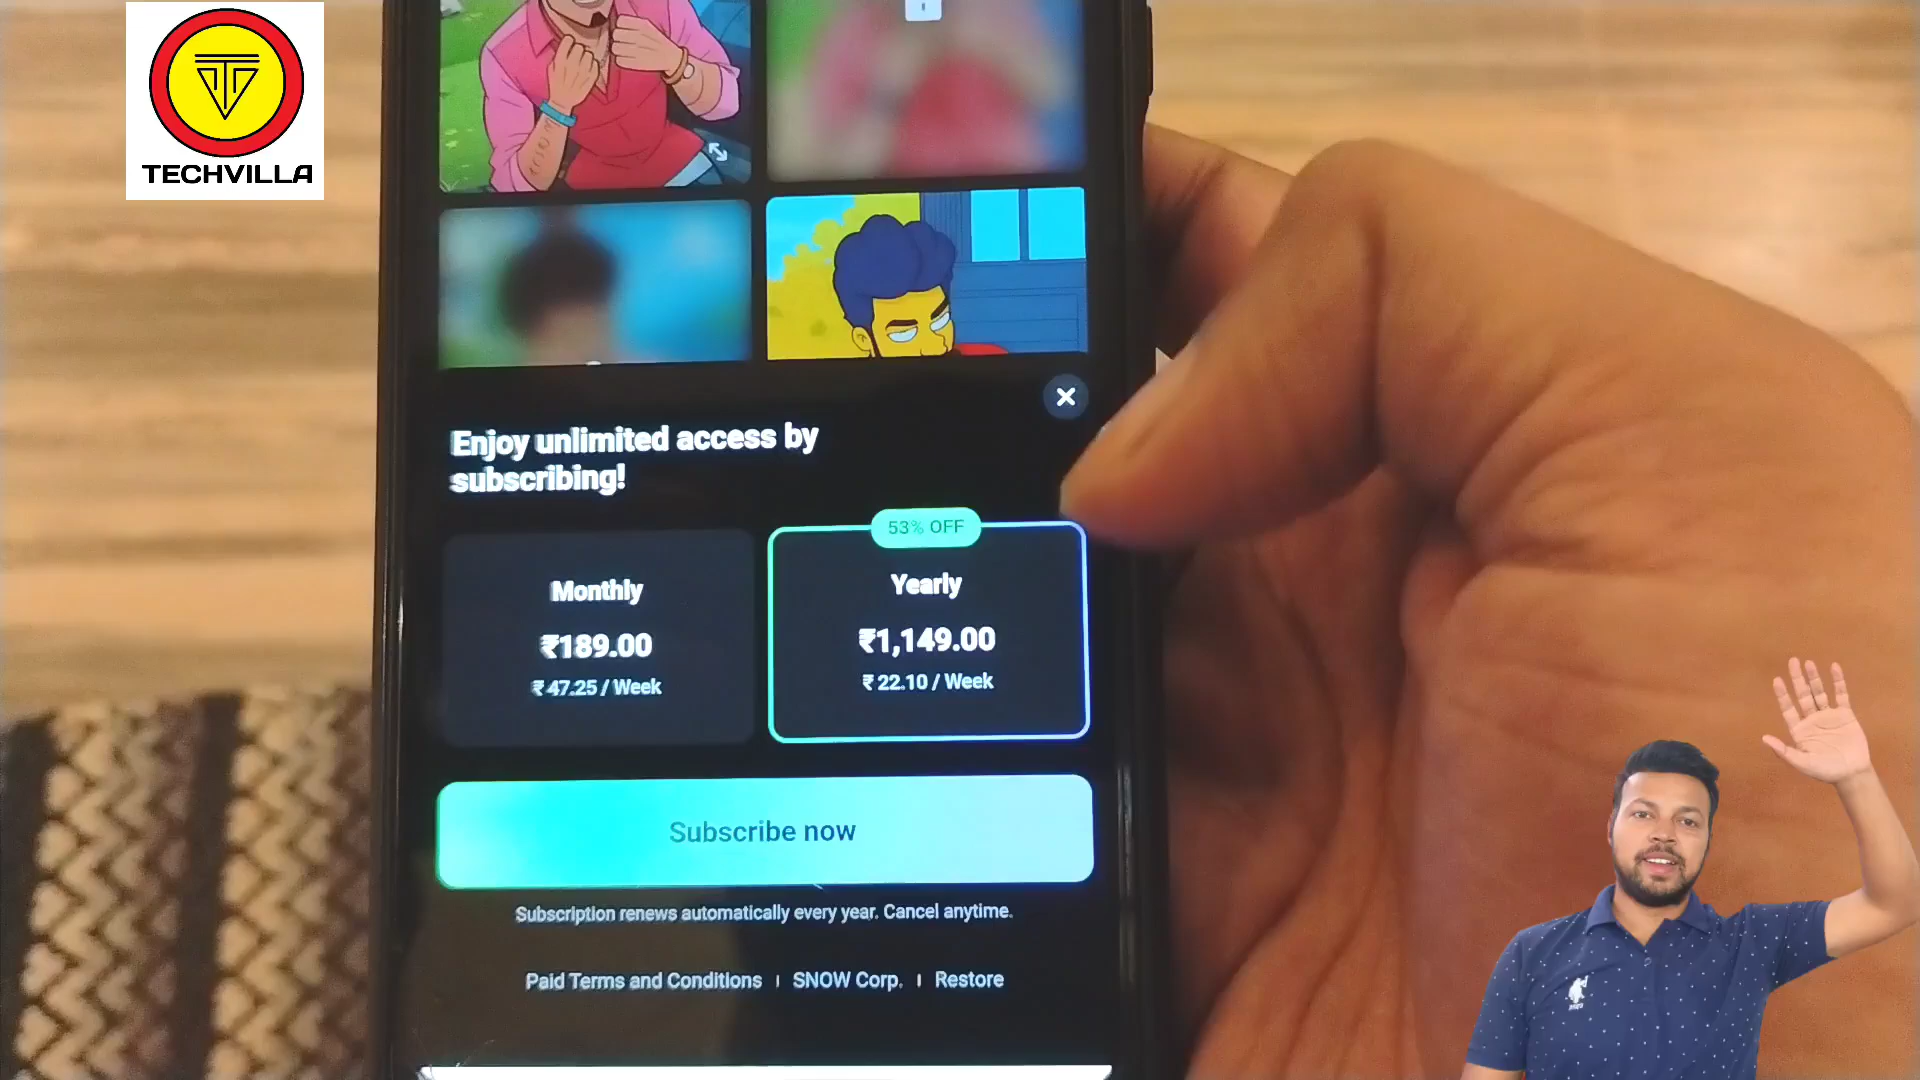 TECHVILLA
Enjoy unlimited access by
subscribing!
53% OFF
Monthly
₹189.00
₹ 47.25 / Week
Yearly
₹1,149.00
₹ 22.10 / Week
Subscribe now
Subscription renews automatically every year. Cancel anytime.
Paid Terms and Conditions | SNOW Corp. | Restore